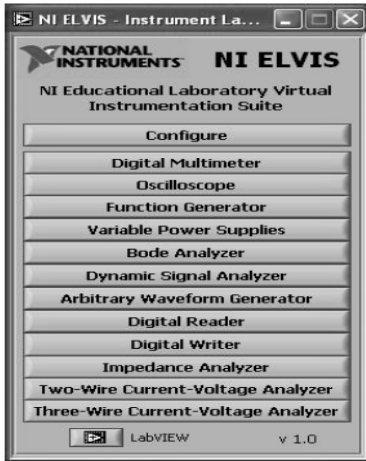 NI ELVIS - Instrument La...
NATIONAL
INSTRUMENTS
NI ELVIS
NI Educational Laboratory Virtual
Instrumentation Suite
Configure
Digital Multimeter
Oscilloscope
Function Generator
Variable Power Supplies
Bode Analyzer
Dynamic Signal Analyzer
Arbitrary Waveform Generator
Digital Reader
Digital Writer
Impedance Analyzer
Two-Wire Current-Voltage Analyzer
Three-Wire Current-Voltage Analyzer
LabVIEW v 1.0